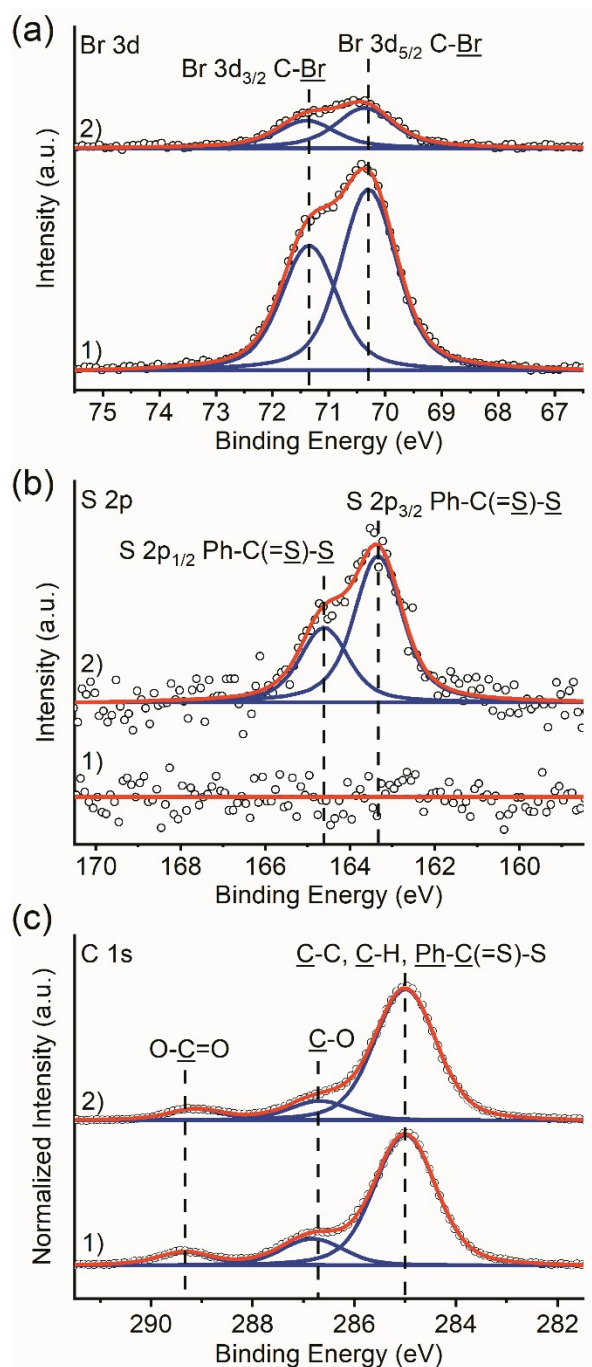 (a)
Br 3d
Br 3d5/2 C-Br
Br 3d3/2 C-Br
2)
1)
Intensity (a.u.)
75 74 73 72 71 70 69 68 67
Binding Energy (eV)
(b)
S 2p
S 2p3/2 Ph-C(=S)-S
S 2p1/2 Ph-C(=S)-S
2)
1)
Intensity (a.u.)
170 168 166 164 162 160
Binding Energy (eV)
(c)
C 1s
C-C, C-H, Ph-C(=S)-S
O-C=O
C-O
2)
1)
Normalized Intensity (a.u.)
290 288 286 284 282
Binding Energy (eV)